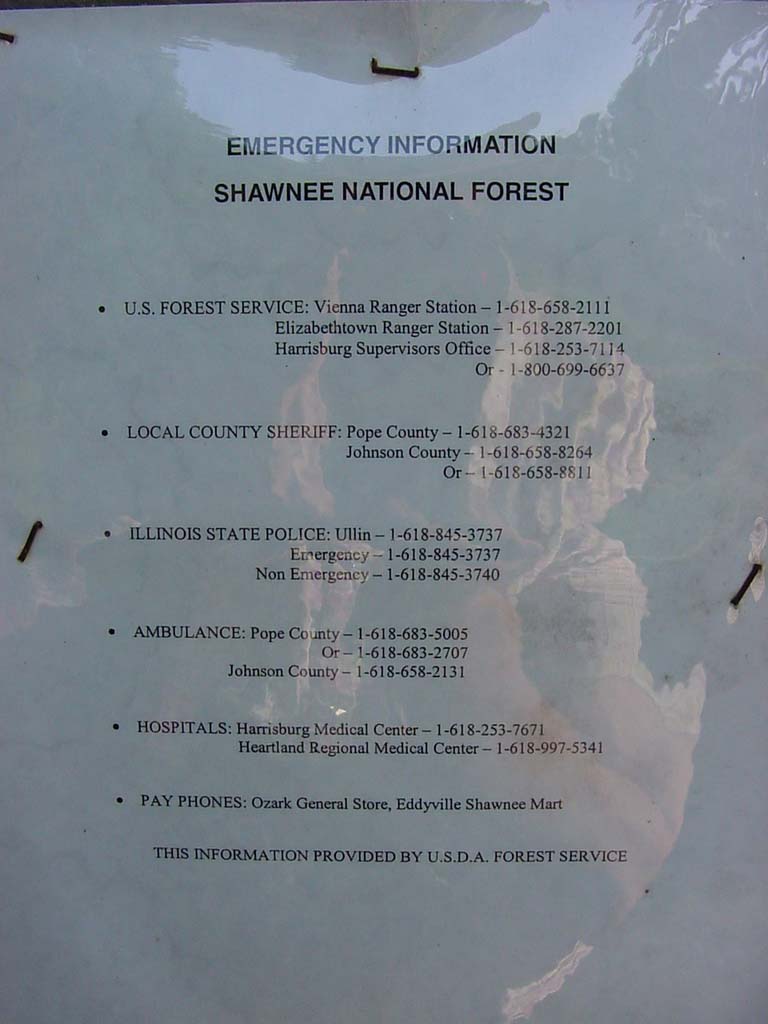 EMERGENCY INFORMATION
SHAWNEE NATIONAL FOREST
• U.S. FOREST SERVICE: Vienna Ranger Station – 1-618-658-2111
Elizabethtown Ranger Station – 1-618-287-2201
Harrisburg Supervisors Office – 1-618-253-7114
Or - 1-800-699-6637
• LOCAL COUNTY SHERIFF: Pope County – 1-618-683-4321
Johnson County – 1-618-658-8264
Or – 1-618-658-8811
• ILLINOIS STATE POLICE: Ullin – 1-618-845-3737
Emergency – 1-618-845-3737
Non Emergency – 1-618-845-3740
• AMBULANCE: Pope County – 1-618-683-5005
Or – 1-618-683-2707
Johnson County – 1-618-658-2131
• HOSPITALS: Harrisburg Medical Center – 1-618-253-7671
Heartland Regional Medical Center – 1-618-997-5341
• PAY PHONES: Ozark General Store, Eddyville Shawnee Mart
THIS INFORMATION PROVIDED BY U.S.D.A. FOREST SERVICE